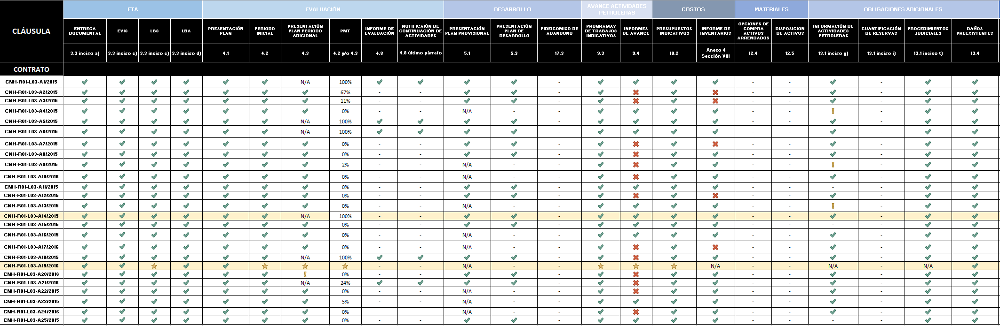 ETA EVALUACIÓN DESARROLLO AVANCE ACTIVIDADES PETROLERAS COSTOS MATERIALES OBLIGACIONES ADICIONALES
CLÁUSULA ENTREGA DOCUMENTAL EVIS LBS LBA PRESENTACIÓN PLAN PERIODO INICIAL PRESENTACIÓN PLAN PERIODO ADICIONAL PMT INFORME DE EVALUACIÓN NOTIFICAIÓN DE CONTINUACIÓN DE ACTIVIDADES PRESENTACIÓN PLAN PROVISIONAL PRESENTACIÓN PLAN DE DESARROLLO FIDEICOMISO DE ABANDONO PROGRAMAS DE TRABAJOS INDICATIVOS INFORMES DE AVANCE PRESUPUESTOS INDICATIVOS INFORME DE INVENTARIOS OPCIONES DE COMPRA ACTIVOS ARRENDADOS DISPOSICION DE ACTIVOS INFORMACIÓN DE ACTIVIDADES PETROLERAS CUANTIFICACIÓN DE RESERVAS PROCEDIMIENTOS JUDICIALES DAÑOS PREEXISTENTES
3.3 inciso a) 3.3 inciso c) 3.3 inciso c) 3.3 inciso d) 4.1 4.2 4.3 4.2 y/o 4.3 4.8 4.8 último párrafo 5.1 5.3 17.3 9.3 9.4 10.2 Anexo 4 Sección VIII 12.4 12.5 13.1 inciso g) 13.1 inciso i) 13.1 inciso t) 13.4
CONTRATO
CNH-R01-L03-A1/2015 ✔ ✔ ✔ ✔ ✔ ✔ N/A 100% ✔ ✔ ✔ ✔ - ✔ ✔ ✔ ✔ - - ✔ - ✔ ✔
CNH-R01-L03-A2/2015 ✔ ✔ ✔ ✔ ✔ ✔ ✔ 67% - - ✔ ✔ - ✔ ✖ ✔ ✖ - - ✔ - ✔ ✔
CNH-R01-L03-A3/2015 ✔ ✔ ✔ ✔ ✔ ✔ ✔ 11% - - ✔ ✔ - ✔ ✖ ✔ ✖ - - ✔ - ✔ ✔
CNH-R01-L03-A4/2015 ✔ ✔ ✔ ✔ ✔ ✔ ✔ 0% - - N/A - - ✔ ✔ ✔ ✔ - - ! - ✔ ✔
CNH-R01-L03-A5/2015 ✔ ✔ ✔ ✔ ✔ ✔ N/A 100% ✔ ✔ ✔ ✔ - ✔ ✔ ✔ ✔ - - ✔ - ✔ ✔
CNH-R01-L03-A6/2015 ✔ ✔ ✔ ✔ ✔ ✔ N/A 100% ✔ ✔ ✔ ✔ - ✔ ✔ ✔ ✔ - - ✔ - ✔ ✔
CNH-R01-L03-A7/2015 ✔ ✔ ✔ ✔ ✔ ✔ ✔ 0% - - ✔ ✔ - ✔ ✖ ✔ ✖ - - ✔ - ✔ ✔
CNH-R01-L03-A8/2015 ✔ ✔ ✔ ✔ ✔ ✔ ✔ 0% - - ✔ ✔ - ✔ ✖ ✔ ✔ - - ✔ - ✔ ✔
CNH-R01-L03-A9/2015 ✔ ✔ ✔ ✔ ✔ ✔ ✔ 2% - - N/A - - ✔ ✖ ✔ ✔ - - ! - ✔ ✔
CNH-R01-L03-A10/2016 ✔ ✔ ✔ ✔ ✔ ✔ ✔ 0% - - N/A - - ✔ ✖ ✔ ✔ - - ✔ - ✔ ✔
CNH-R01-L03-A11/2015 ✔ ✔ ✔ ✔ ✔ ✔ ✔ 0% - - ✔ ✔ - ✔ ✔ ✔ ✔ - - - - ✔ ✔
CNH-R01-L03-A12/2015 ✔ ✔ ✔ ✔ ✔ ✔ ✔ 0% - - ✔ ✔ - ✔ ✖ ✔ ✖ - - ✔ - ✔ ✔
CNH-R01-L03-A13/2015 ✔ ✔ ✔ ✔ ✔ ✔ ✔ 0% - - N/A - - ✔ ✔ ✔ ✔ - - ! - ✔ ✔
CNH-R01-L03-A14/2015 ✔ ✔ ✔ ✔ ✔ ✔ N/A 100% - - ✔ ✔ - ✔ ✔ ✔ ✔ - - ✔ - ✔ ✔
CNH-R01-L03-A15/2015 ✔ ✔ ✔ ✔ ✔ ✔ ✔ 0% - - ✔ ✔ - ✔ ✔ ✔ ✔ - - - - ✔ ✔
CNH-R01-L03-A16/2015 ✔ ✔ ✔ ✔ ✔ ✔ ✔ 0% - - N/A - - ✔ ✔ ✔ ✔ - - ✔ - ✔ ✔
CNH-R01-L03-A17/2016 ✔ ✔ ✔ ✔ ✔ ✔ ✔ 0% - - N/A - - ✔ ✖ ✔ ✖ - - ✔ - ✔ ✔
CNH-R01-L03-A18/2015 ✔ ✔ ✔ ✔ ✔ ✔ N/A 100% ✔ ✔ ✔ ✔ - ✔ ✖ ✔ ✔ - - ✔ - ✔ ✔
CNH-R01-L03-A19/2016 ✔ ✔ ☆ ✔ ✔ ☆ ☆ ☆ - - N/A - - ☆ ☆ ☆ N/A - - N/A - N/A ✔
CNH-R01-L03-A20/2016 ✔ ✔ ✔ ✔ ✔ ✔ ! 0% - - ✔ ✔ - ✔ ✖ ✔ ✔ - - ✔ - ✔ ✔
CNH-R01-L03-A21/2016 ✔ ✔ ✔ ✔ ✔ ✔ N/A 24% ✔ ✔ ✔ ✔ - ✔ ✖ ✔ ✔ - - ✔ - ✔ ✔
CNH-R01-L03-A22/2015 ✔ ✔ ✔ ✔ ✔ ✔ ✔ 0% - - N/A - - ✔ ✖ ✔ ✔ - - ✔ - ✔ ✔
CNH-R01-L03-A23/2015 ✔ ✔ ✔ ✔ ✔ ✔ ✔ 5% - - N/A - - ✔ ✔ ✔ ✔ - - ✔ - ✔ ✔
CNH-R01-L03-A24/2016 ✔ ✔ ✔ ✔ ✔ ✔ ✔ 0% N/A - - ✔ ✖ ✔ ✔ - - ✔ - ✔ ✔
CNH-R01-L03-A25/2015 ✔ ✔ ✔ ✔ ✔ ✔ ✔ 0% - - ✔ ✔ - ✔ ✔ ✔ ✔ - - - - ✔ ✔